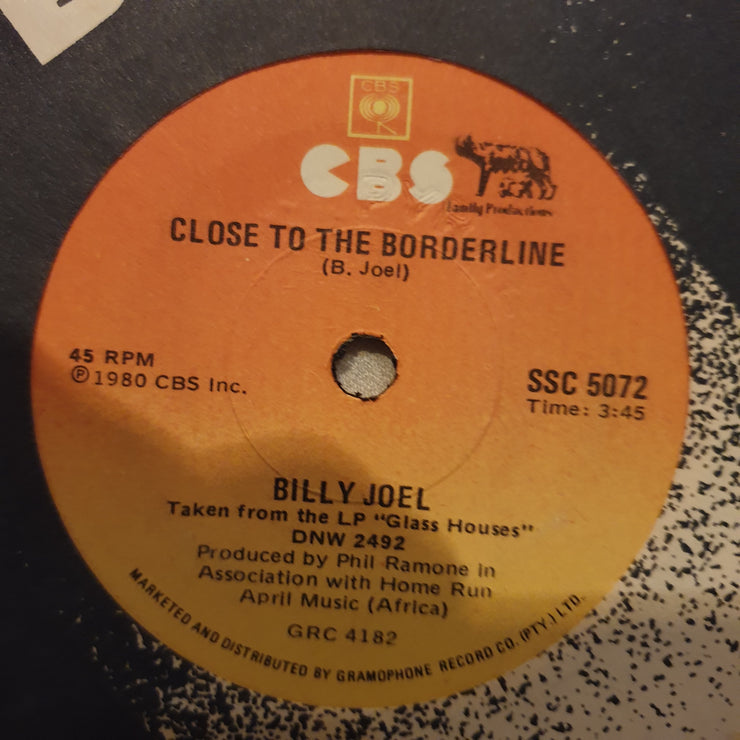 CBS
CBS
Family Productions
CLOSE TO THE BORDERLINE
(B. Joel)
45 RPM
℗ 1980 CBS Inc.
SSC 5072
Time: 3:45
BILLY JOEL
Taken from the LP "Glass Houses"
DNW 2492
Produced by Phil Ramone in
Association with Home Run
April Music (Africa)
GRC 4182
MARKETED AND DISTRIBUTED BY GRAMOPHONE RECORD CO. (PTY.) LTD.